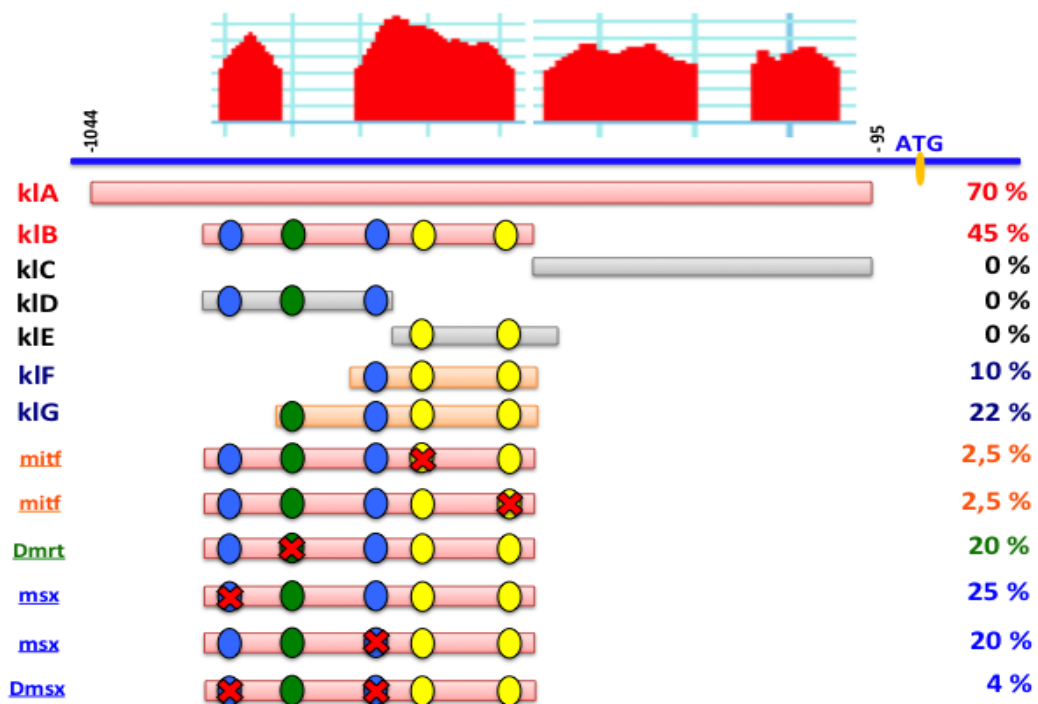 -1044
- 95
ATG
klA 70 %
klB 45 %
klC 0 %
klD 0 %
klE 0 %
klF 10 %
klG 22 %
mitf 2,5 %
mitf 2,5 %
Dmrt 20 %
msx 25 %
msx 20 %
Dmsx 4 %